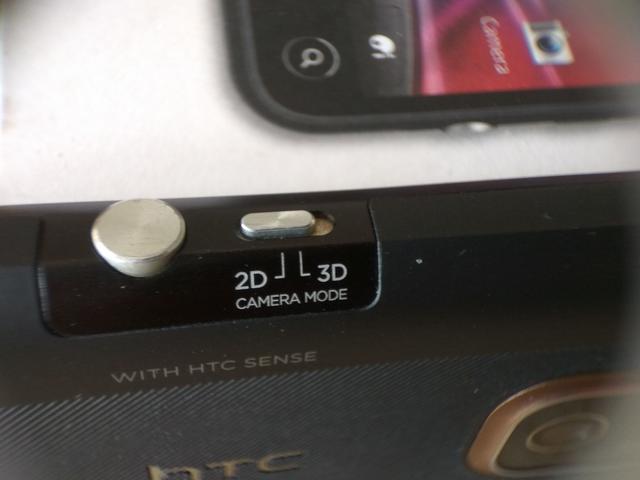 Camera
2D 3D
CAMERA MODE
WITH HTC SENSE
hTC